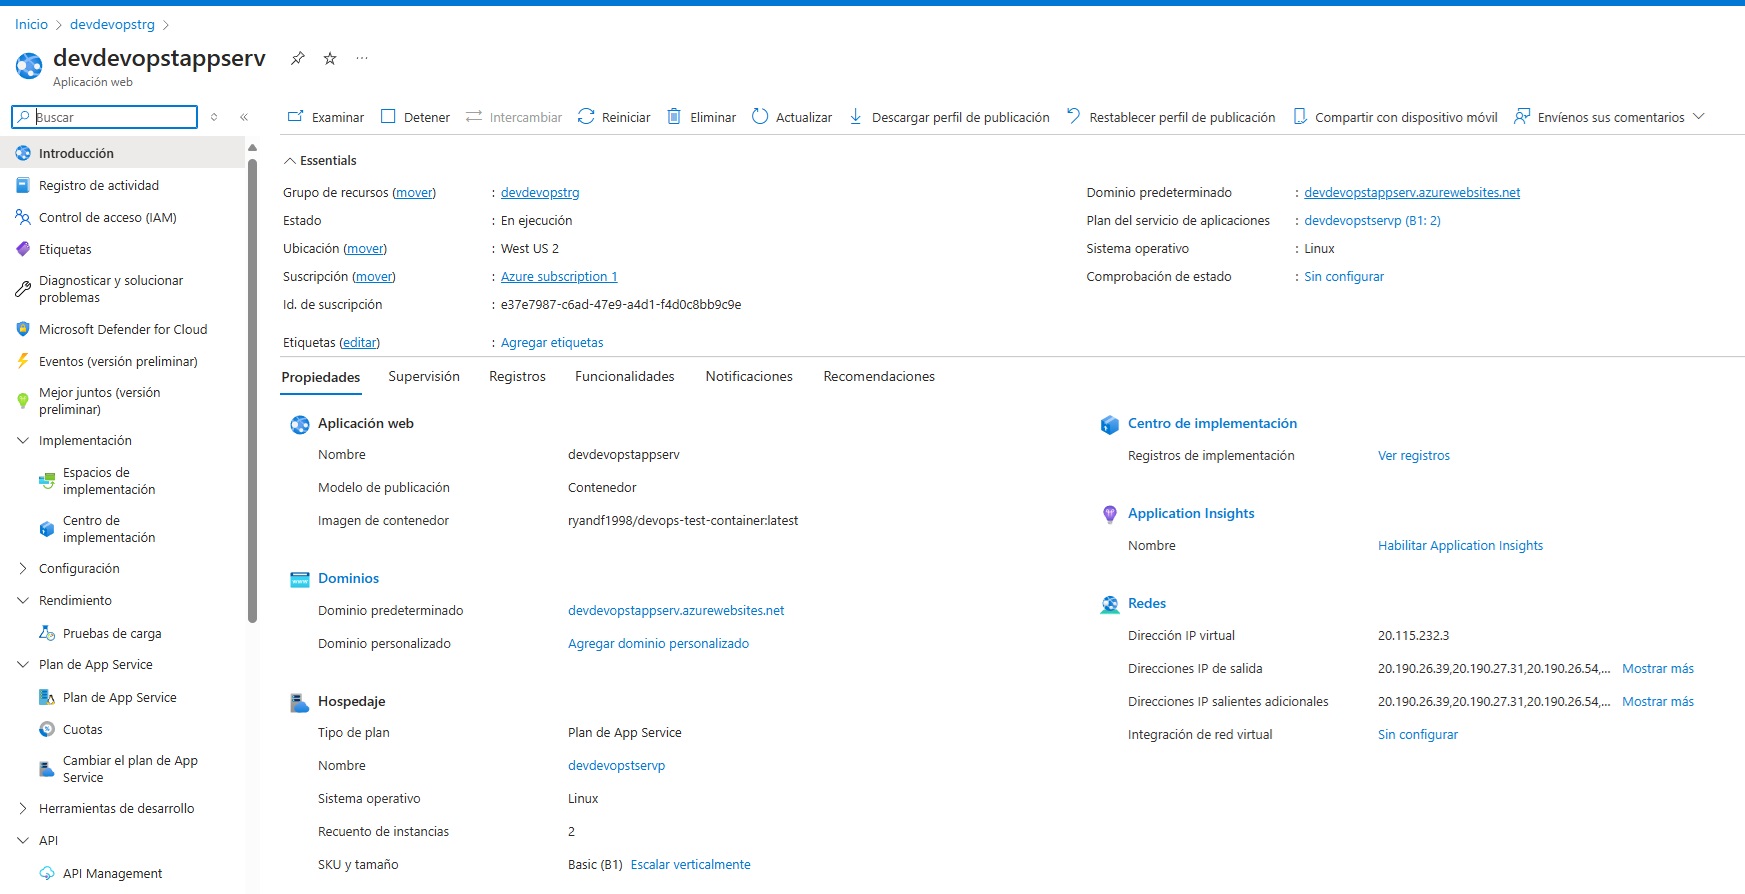 Inicio > devdevopstrg >
devdevopstappserv
Aplicación web
Buscar
Examinar Detener Intercambiar Reiniciar Eliminar Actualizar Descargar perfil de publicación Restablecer perfil de publicación Compartir con dispositivo móvil Envíenos sus comentarios
Introducción
Registro de actividad
Control de acceso (IAM)
Etiquetas
Diagnosticar y solucionar
problemas
Microsoft Defender for Cloud
Eventos (versión preliminar)
Mejor juntos (versión
preliminar)
Implementación
Espacios de
implementación
Centro de
implementación
Configuración
Rendimiento
Pruebas de carga
Plan de App Service
Plan de App Service
Cuotas
Cambiar el plan de App
Service
Herramientas de desarrollo
API
API Management
Essentials
Grupo de recursos (mover) : devdevopstrg
Estado : En ejecución
Ubicación (mover) : West US 2
Suscripción (mover) : Azure subscription 1
Id. de suscripción : e37e7987-c6ad-47e9-a4d1-f4d0c8bb9c9e
Etiquetas (editar) : Agregar etiquetas
Dominio predeterminado : devdevopstappserv.azurewebsites.net
Plan del servicio de aplicaciones : devdevopstservp (B1: 2)
Sistema operativo : Linux
Comprobación de estado : Sin configurar
Propiedades Supervisión Registros Funcionalidades Notificaciones Recomendaciones
Aplicación web
Nombre devdevopstappserv
Modelo de publicación Contenedor
Imagen de contenedor ryandf1998/devops-test-container:latest
Dominios
Dominio predeterminado devdevopstappserv.azurewebsites.net
Dominio personalizado Agregar dominio personalizado
Hospedaje
Tipo de plan Plan de App Service
Nombre devdevopstservp
Sistema operativo Linux
Recuento de instancias 2
SKU y tamaño Basic (B1) Escalar verticalmente
Centro de implementación
Registros de implementación Ver registros
Application Insights
Nombre Habilitar Application Insights
Redes
Dirección IP virtual 20.115.232.3
Direcciones IP de salida 20.190.26.39,20.190.27.31,20.190.26.54,... Mostrar más
Direcciones IP salientes adicionales 20.190.26.39,20.190.27.31,20.190.26.54,... Mostrar más
Integración de red virtual Sin configurar